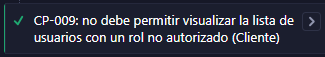 CP-009: no debe permitir visualizar la lista de
usuarios con un rol no autorizado (Cliente)